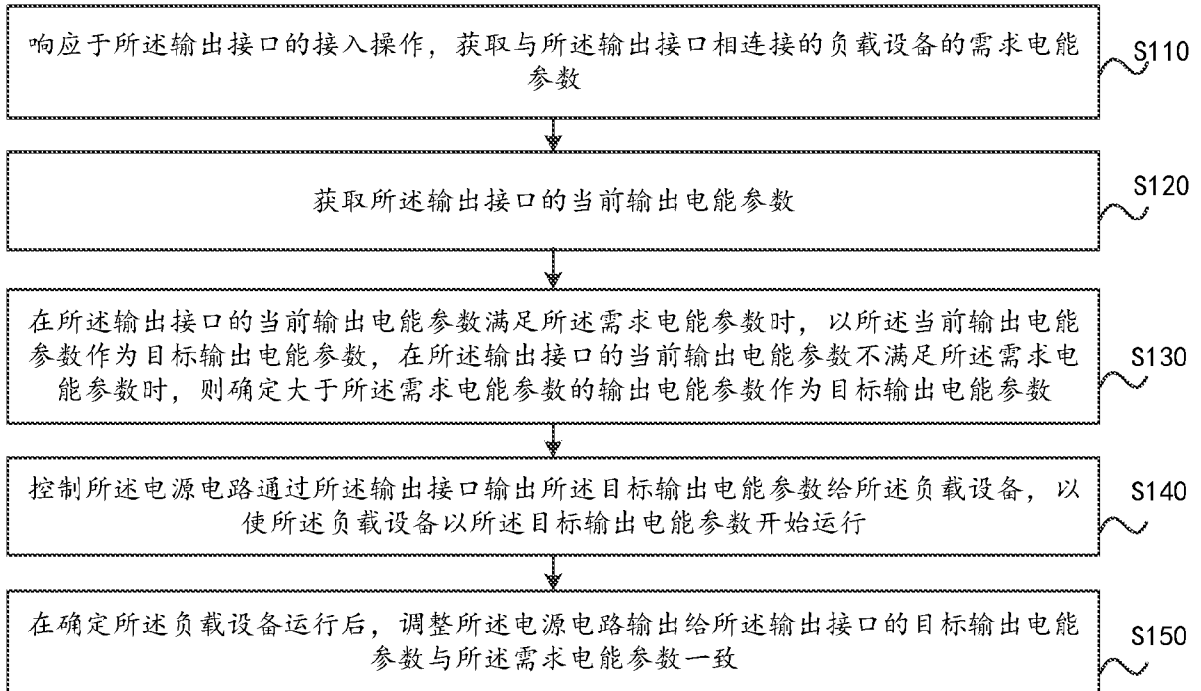 响应于所述输出接口的接入操作，获取与所述输出接口相连接的负载设备的需求电能
参数
S110
获取所述输出接口的当前输出电能参数
S120
在所述输出接口的当前输出电能参数满足所述需求电能参数时，以所述当前输出电能
参数作为目标输出电能参数，在所述输出接口的当前输出电能参数不满足所述需求电
能参数时，则确定大于所述需求电能参数的输出电能参数作为目标输出电能参数
S130
控制所述电源电路通过所述输出接口输出所述目标输出电能参数给所述负载设备，以
使所述负载设备以所述目标输出电能参数开始运行
S140
在确定所述负载设备运行后，调整所述电源电路输出给所述输出接口的目标输出电能
参数与所述需求电能参数一致
S150